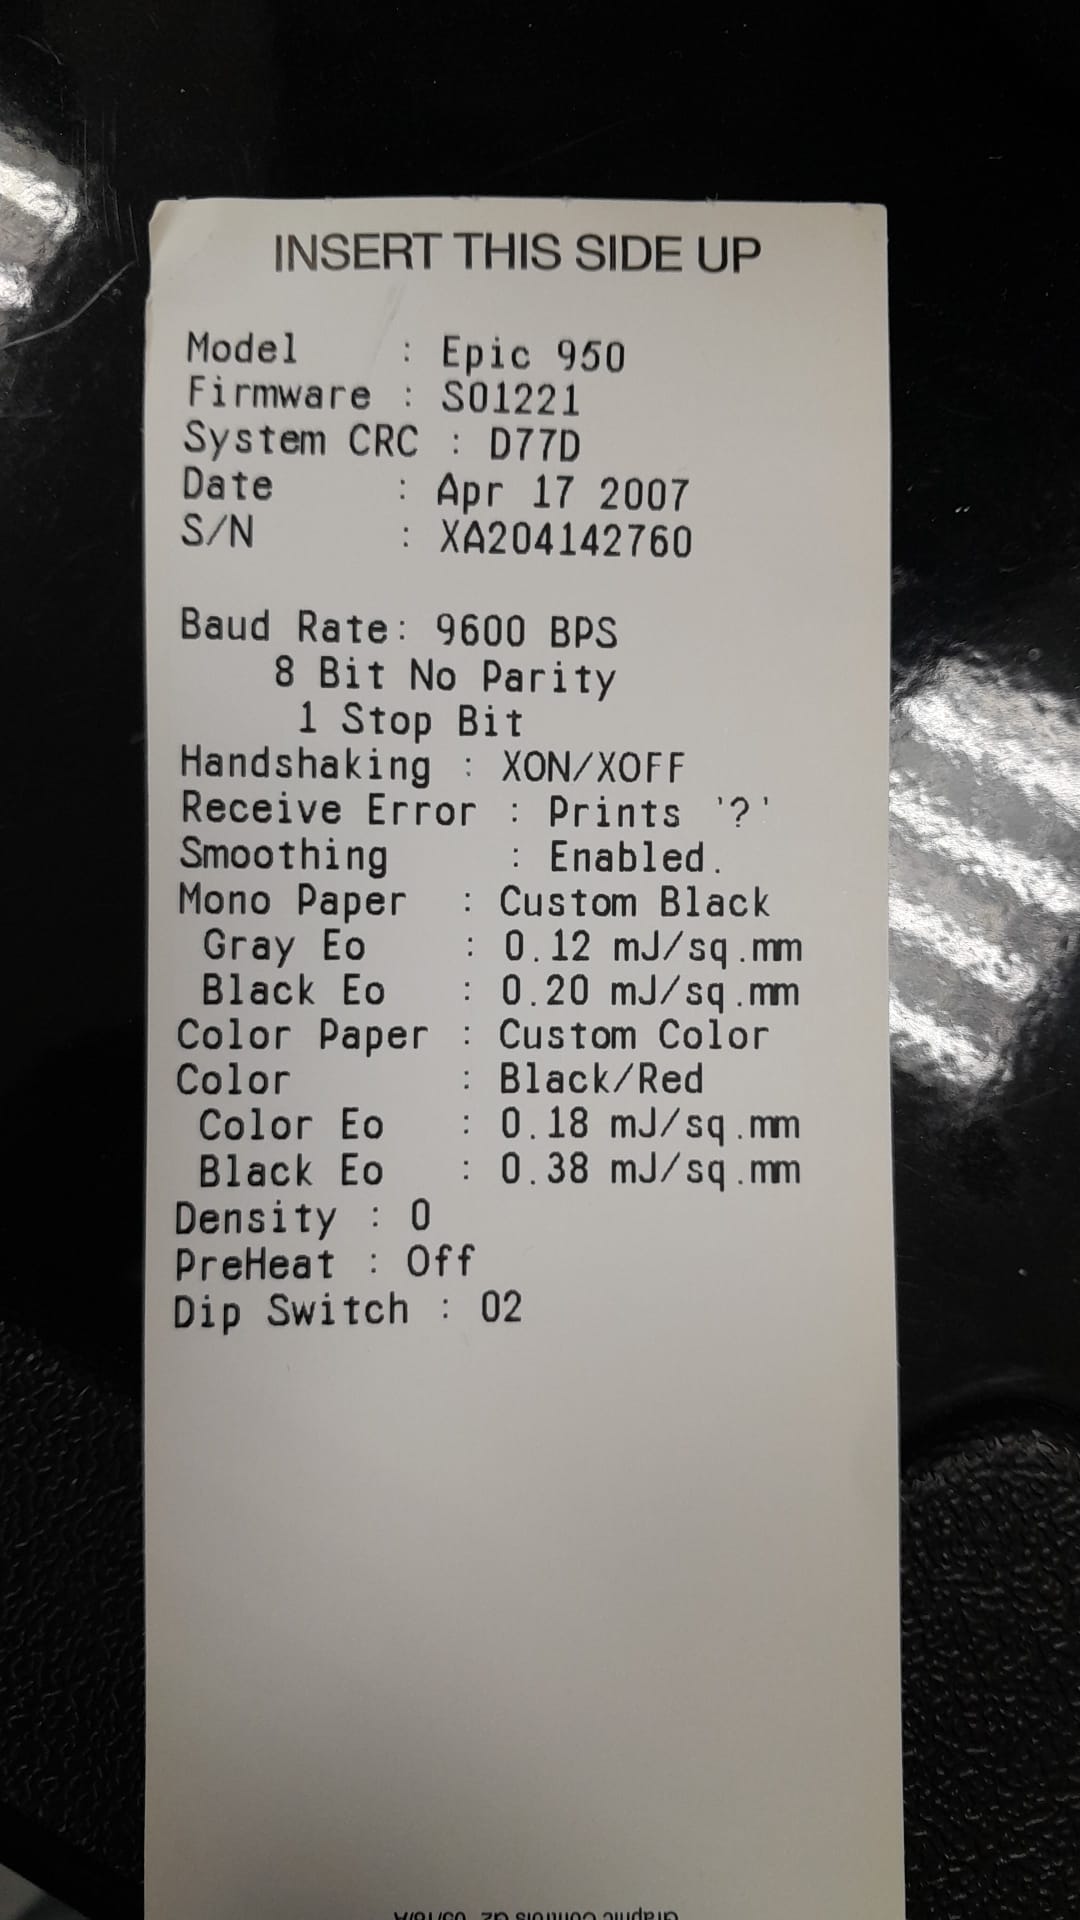 INSERT THIS SIDE UP
Model : Epic 950
Firmware : S01221
System CRC : D77D
Date : Apr 17 2007
S/N : XA204142760
Baud Rate: 9600 BPS
8 Bit No Parity
1 Stop Bit
Handshaking : XON/XOFF
Receive Error : Prints '?'
Smoothing : Enabled.
Mono Paper : Custom Black
Gray Eo : 0.12 mJ/sq.mm
Black Eo : 0.20 mJ/sq.mm
Color Paper : Custom Color
Color : Black/Red
Color Eo : 0.18 mJ/sq.mm
Black Eo : 0.38 mJ/sq.mm
Density : 0
PreHeat : Off
Dip Switch : 02
Graphic Controls